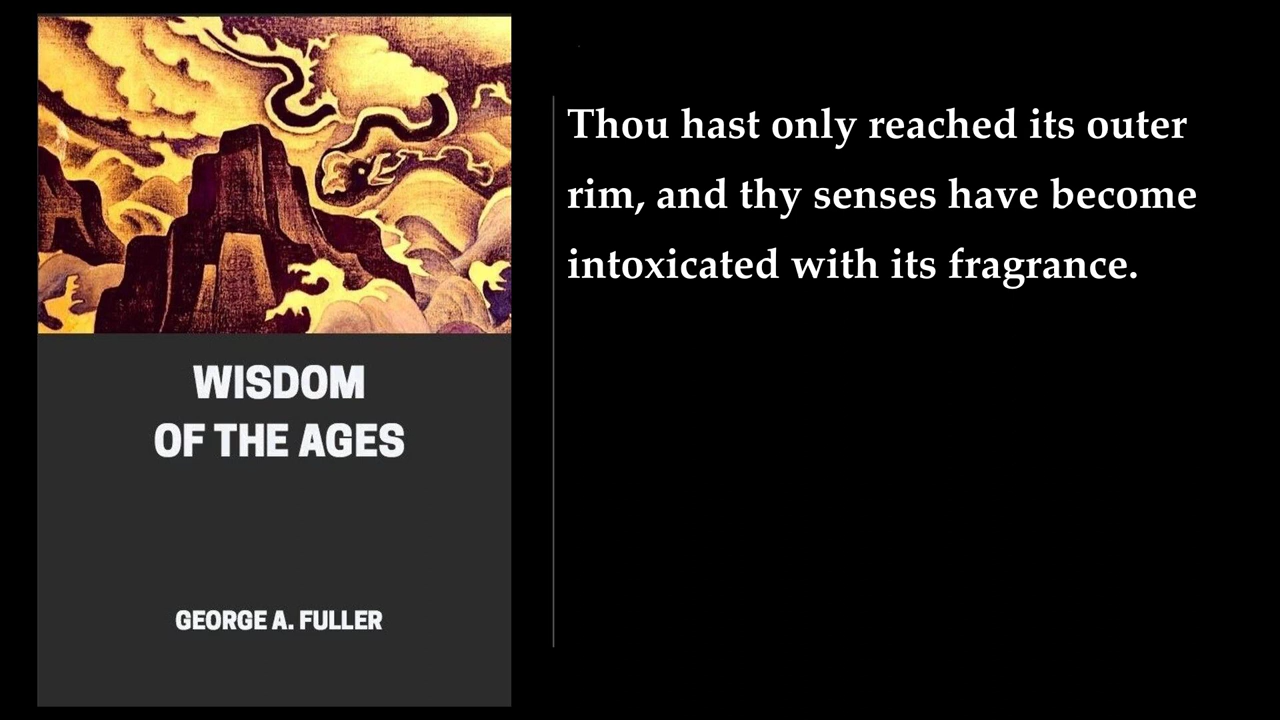 WISDOM
OF THE AGES
GEORGE A. FULLER
Thou hast only reached its outer
rim, and thy senses have become
intoxicated with its fragrance.